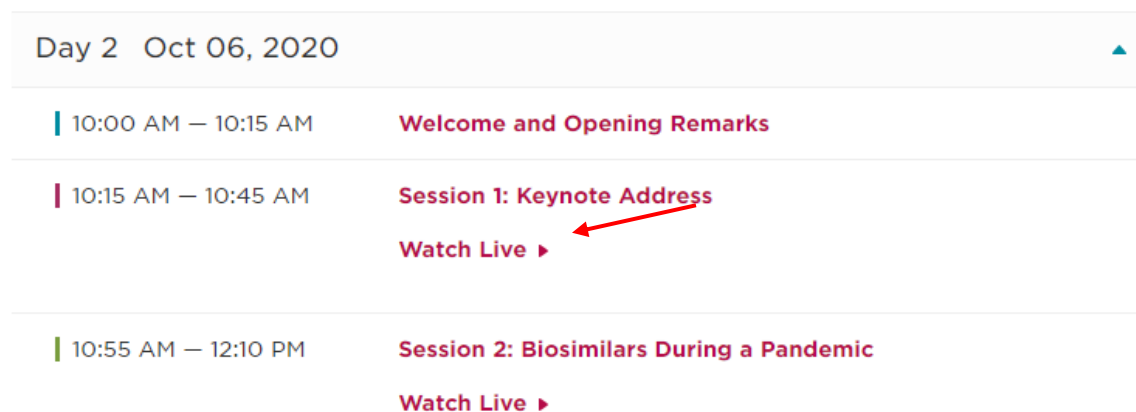 Day 2 Oct 06, 2020
10:00 AM — 10:15 AM Welcome and Opening Remarks
10:15 AM — 10:45 AM Session 1: Keynote Address
Watch Live
10:55 AM — 12:10 PM Session 2: Biosimilars During a Pandemic
Watch Live